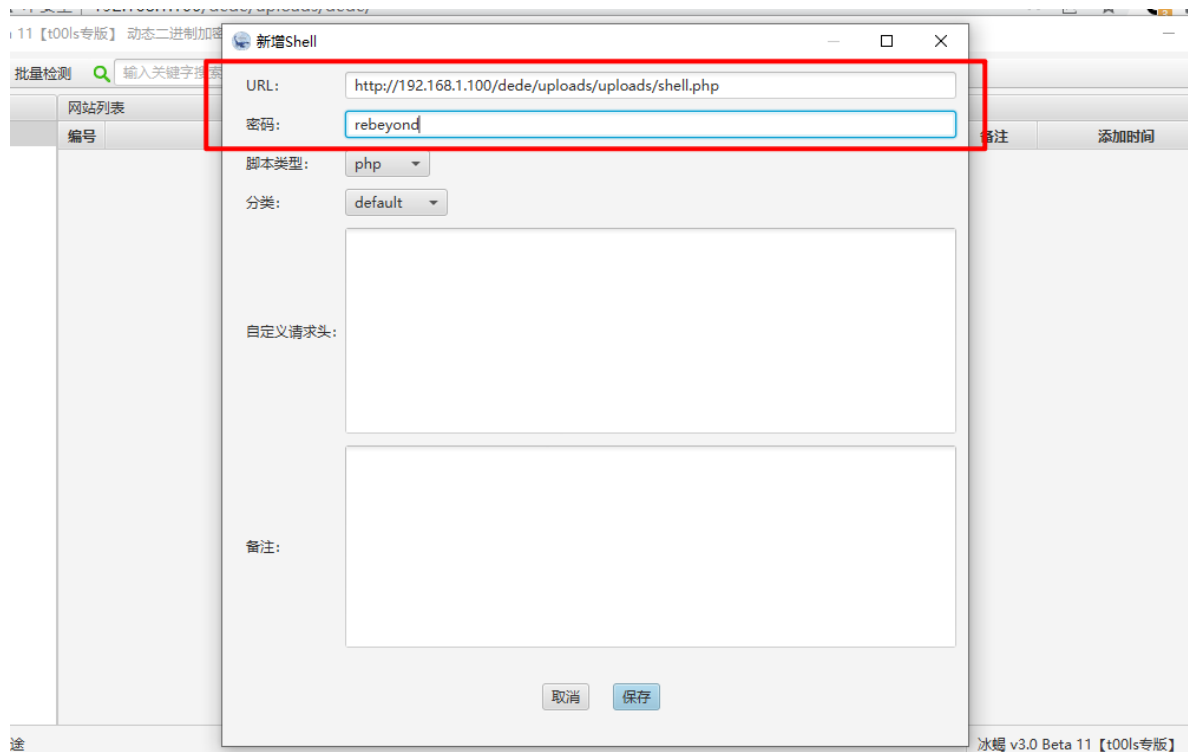 11【t00ls专版】 动态二进制加密
新增Shell
批量检测
输入关键字搜索
URL:
http://192.168.1.100/dede/uploads/uploads/shell.php
网站列表
密码:
rebeyond
编号
备注
添加时间
脚本类型:
php
分类:
default
自定义请求头:
备注:
取消
保存
途
冰蝎 v3.0 Beta 11【t00ls专版】